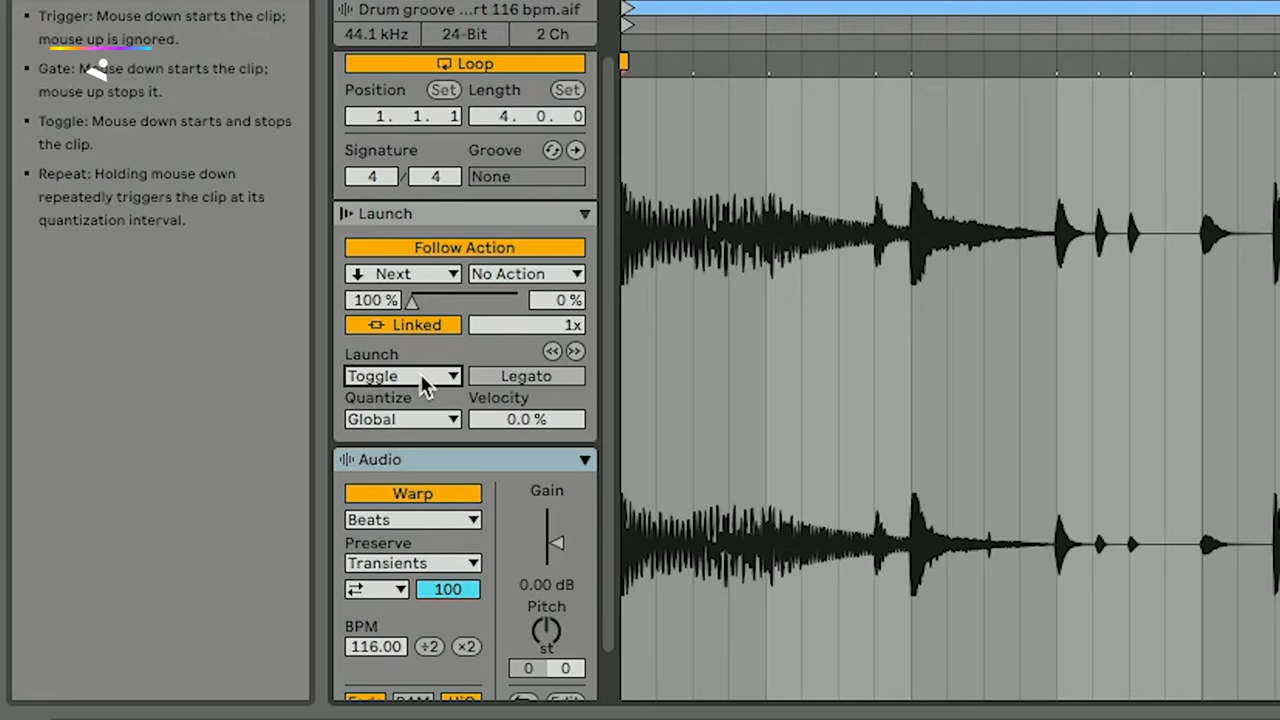 Trigger: Mouse down starts the clip;
mouse up is ignored.
Gate: Mouse down starts the clip;
mouse up stops it.
Toggle: Mouse down starts and stops
the clip.
Repeat: Holding mouse down
repeatedly triggers the clip at its
quantization interval.
Drum groove ...rt 116 bpm.aif
44.1 kHz 24-Bit 2 Ch
Loop
Position Set Length Set
1. 1. 1 4. 0. 0
Signature Groove
4 / 4 None
Launch
Follow Action
Next No Action
100 % 0 %
Linked 1x
Launch
Toggle Legato
Quantize Velocity
Global 0.0 %
Audio
Warp Gain
Beats
Preserve
Transients
100 0.00 dB
Pitch
BPM st
116.00 ÷2 ×2
0 0
Fade RAM HiQ Edit